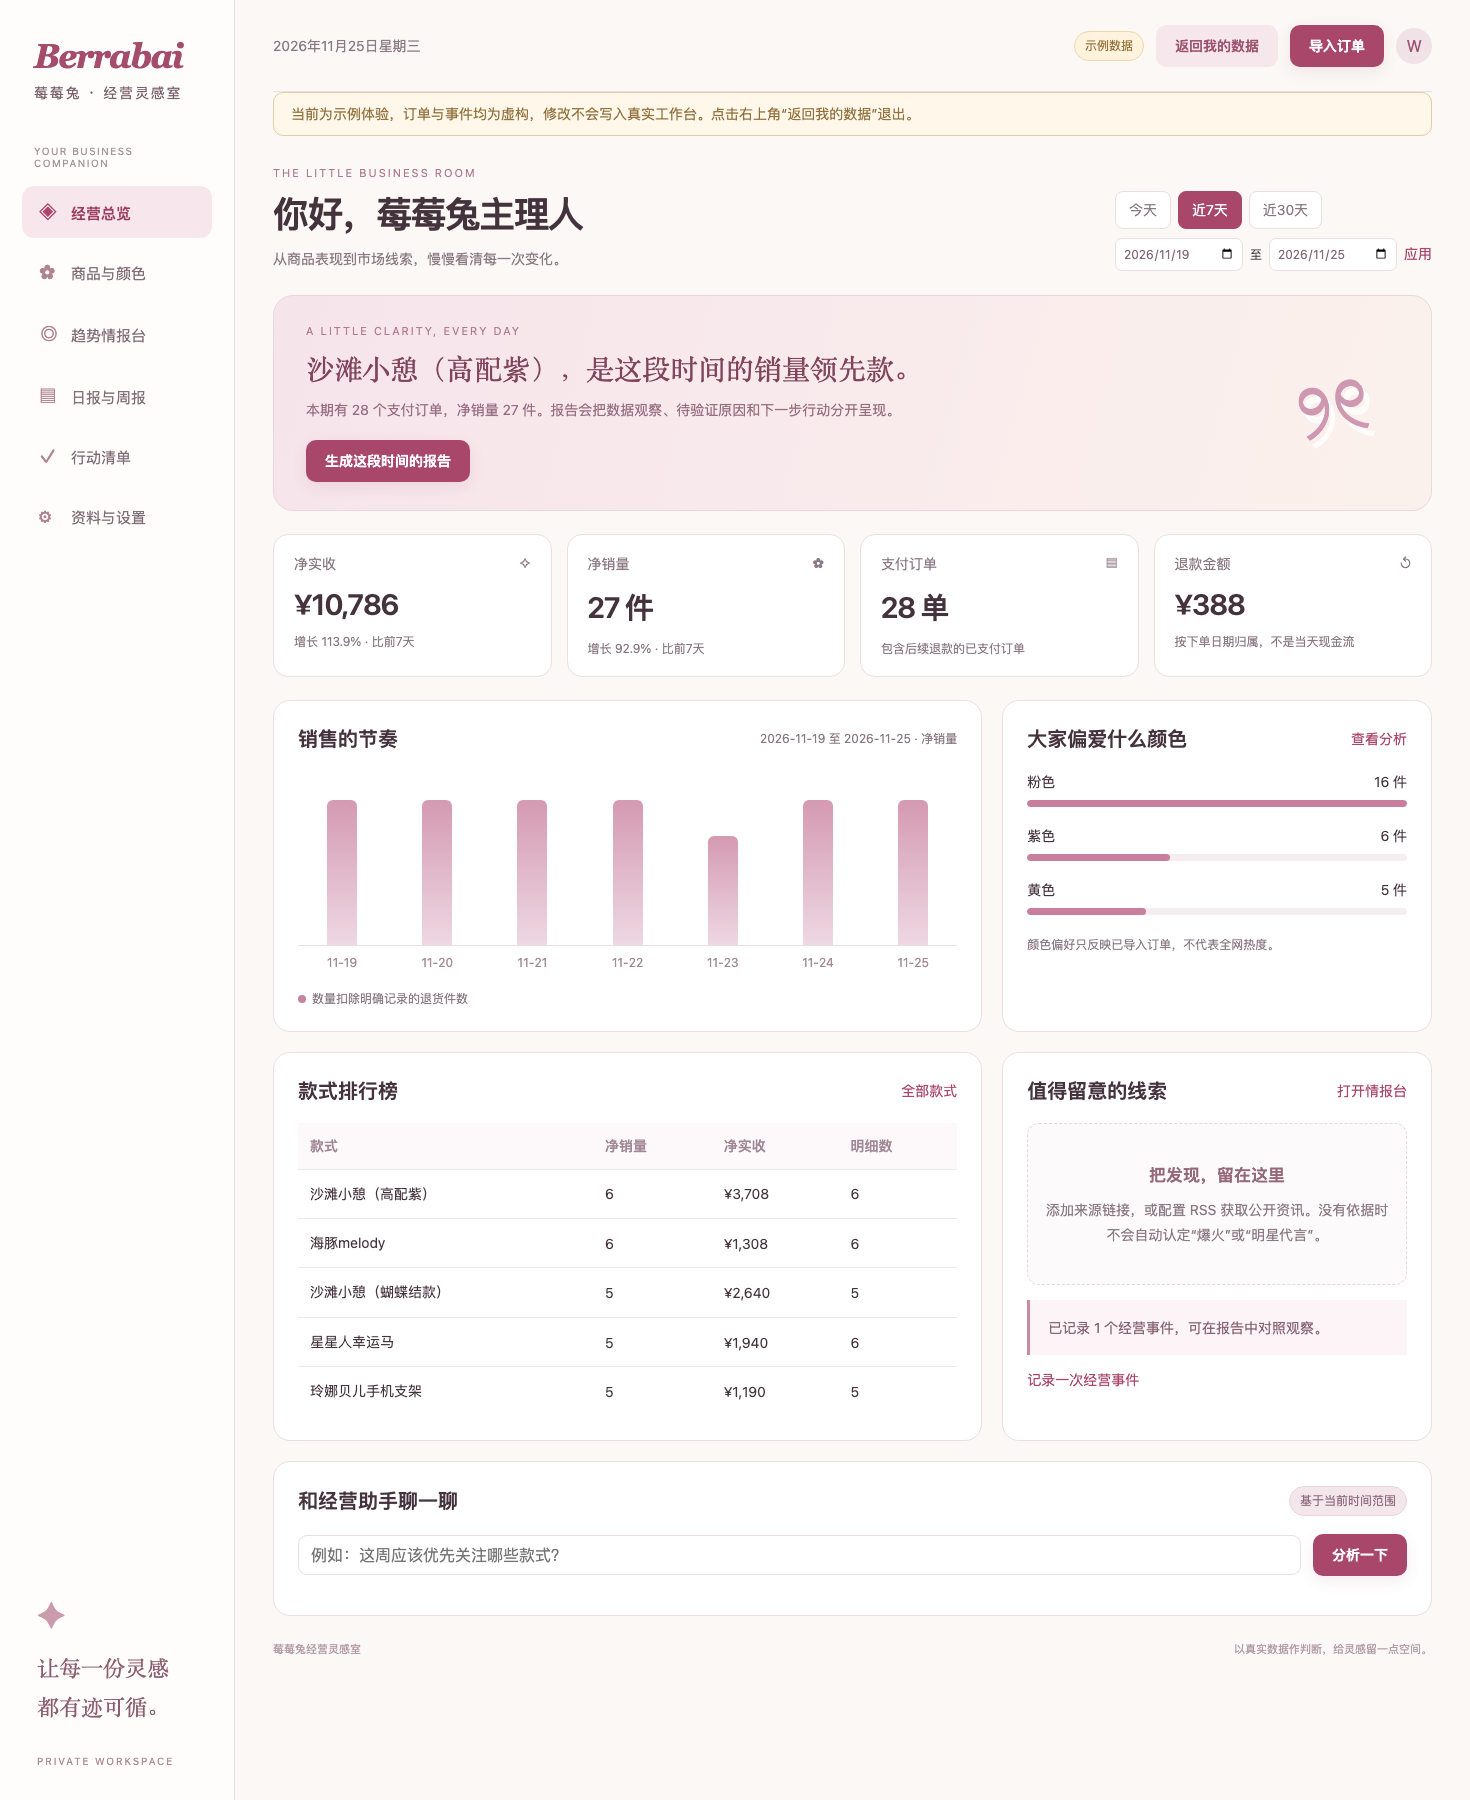 Berrabai
莓莓兔 · 经营灵感室
YOUR BUSINESS
COMPANION
经营总览
商品与颜色
趋势情报台
日报与周报
行动清单
资料与设置
让每一份灵感
都有迹可循。
PRIVATE WORKSPACE
2026年11月25日星期三
示例数据
返回我的数据
导入订单
W
当前为示例体验，订单与事件均为虚构，修改不会写入真实工作台。点击右上角“返回我的数据”退出。
THE LITTLE BUSINESS ROOM
你好，莓莓兔主理人
从商品表现到市场线索，慢慢看清每一次变化。
今天
近7天
近30天
2026/11/19 至 2026/11/25 应用
A LITTLE CLARITY, EVERY DAY
沙滩小憩（高配紫），是这段时间的销量领先款。
本期有 28 个支付订单，净销量 27 件。报告会把数据观察、待验证原因和下一步行动分开呈现。
生成这段时间的报告
净实收
¥10,786
增长 113.9% · 比前7天
净销量
27 件
增长 92.9% · 比前7天
支付订单
28 单
包含后续退款的已支付订单
退款金额
¥388
按下单日期归属，不是当天现金流
销售的节奏
2026-11-19 至 2026-11-25 · 净销量
11-19 11-20 11-21 11-22 11-23 11-24 11-25
数量扣除明确记录的退货件数
大家偏爱什么颜色
查看分析
粉色 16 件
紫色 6 件
黄色 5 件
颜色偏好只反映已导入订单，不代表全网热度。
款式排行榜
全部款式
款式 净销量 净实收 明细数
沙滩小憩（高配紫） 6 ¥3,708 6
海豚melody 6 ¥1,308 6
沙滩小憩（蝴蝶结款） 5 ¥2,640 5
星星人幸运马 5 ¥1,940 6
玲娜贝儿手机支架 5 ¥1,190 5
值得留意的线索
打开情报台
把发现，留在这里
添加来源链接，或配置 RSS 获取公开资讯。没有依据时
不会自动认定“爆火”或“明星代言”。
已记录 1 个经营事件，可在报告中对照观察。
记录一次经营事件
和经营助手聊一聊
基于当前时间范围
例如：这周应该优先关注哪些款式？
分析一下
莓莓兔经营灵感室
以真实数据作判断，给灵感留一点空间。